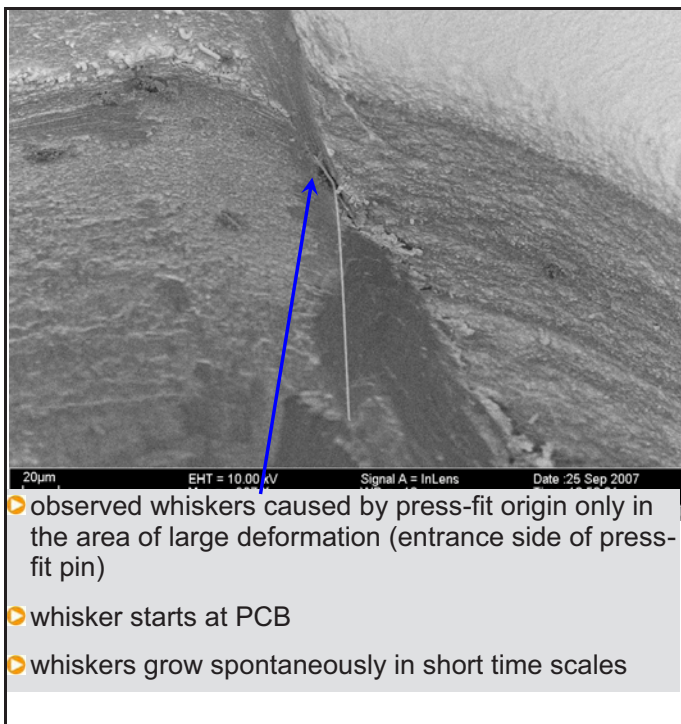 20µm EHT = 10.00 kV Signal A = InLens Date :25 Sep 2007
observed whiskers caused by press-fit origin only in
the area of large deformation (entrance side of press-
fit pin)
whisker starts at PCB
whiskers grow spontaneously in short time scales